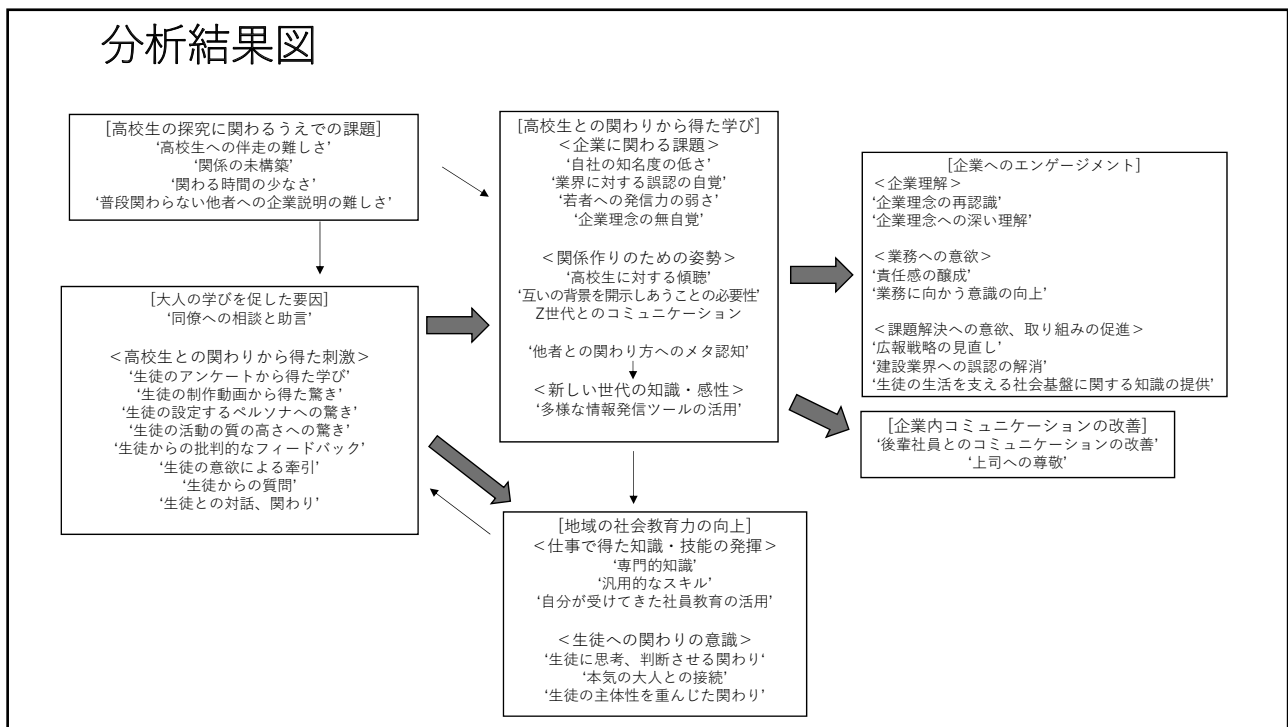 分析結果図
[高校生の探究に関わるうえでの課題]
‘高校生への伴走の難しさ’
‘関係の未構築’
‘関わる時間の少なさ’
‘普段関わらない他者への企業説明の難しさ’
[大人の学びを促した要因]
‘同僚への相談と助言’
＜高校生との関わりから得た刺激＞
‘生徒のアンケートから得た学び’
‘生徒の制作動画から得た驚き’
‘生徒の設定するペルソナへの驚き’
‘生徒の活動の質の高さへの驚き’
‘生徒からの批判的なフィードバック’
‘生徒の意欲による牽引’
‘生徒からの質問’
‘生徒との対話、関わり’
[高校生との関わりから得た学び]
＜企業に関わる課題＞
‘自社の知名度の低さ’
‘業界に対する誤認の自覚’
‘若者への発信力の弱さ’
‘企業理念の無自覚’
＜関係作りのための姿勢＞
‘高校生に対する傾聴’
‘互いの背景を開示しあうことの必要性’
Z世代とのコミュニケーション
‘他者との関わり方へのメタ認知’
＜新しい世代の知識・感性＞
‘多様な情報発信ツールの活用’
[地域の社会教育力の向上]
＜仕事で得た知識・技能の発揮＞
‘専門的知識’
‘汎用的なスキル’
‘自分が受けてきた社員教育の活用’
＜生徒への関わりの意識＞
‘生徒に思考、判断させる関わり‘
‘本気の大人との接続’
‘生徒の主体性を重んじた関わり’
[企業へのエンゲージメント]
＜企業理解＞
‘企業理念の再認識’
‘企業理念への深い理解’
＜業務への意欲＞
‘責任感の醸成’
‘業務に向かう意識の向上’
＜課題解決への意欲、取り組みの促進＞
‘広報戦略の見直し’
‘建設業界への誤認の解消’
‘生徒の生活を支える社会基盤に関する知識の提供’
[企業内コミュニケーションの改善]
‘後輩社員とのコミュニケーションの改善’
‘上司への尊敬’